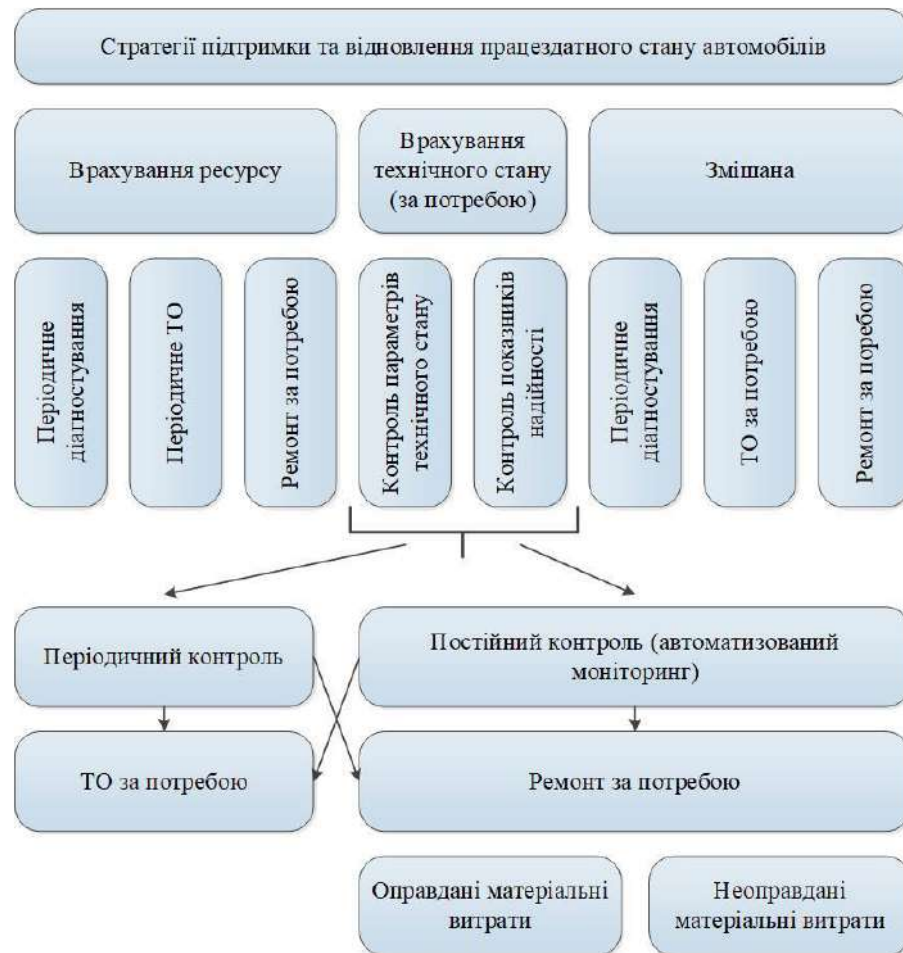 Стратегії підтримки та відновлення працездатного стану автомобілів
Врахування ресурсу
Врахування
технічного стану
(за потребою)
Змішана
Періодичне
діагностування
Періодичне ТО
Ремонт за потребою
Контроль параметрів
технічного стану
Контроль показників
надійності
Періодичне
діагностування
ТО за потребою
Ремонт за поребою
Періодичний контроль
Постійний контроль (автоматизований
моніторинг)
ТО за потребою
Ремонт за потребою
Оправдані матеріальні
витрати
Неоправдані
матеріальні витрати